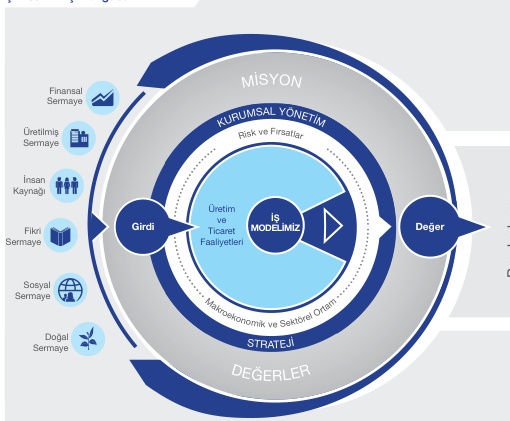 MİSYON
KURUMSAL YÖNETİM
Risk ve Fırsatlar
Finansal
Sermaye
Üretilmiş
Sermaye
İnsan
Kaynağı
Fikri
Sermaye
Sosyal
Sermaye
Doğal
Sermaye
Girdi
Üretim
ve
Ticaret
Faaliyetleri
İŞ
MODELİMİZ
Değer
Makroekonomik ve Sektörel Ortam
STRATEJİ
DEĞERLER